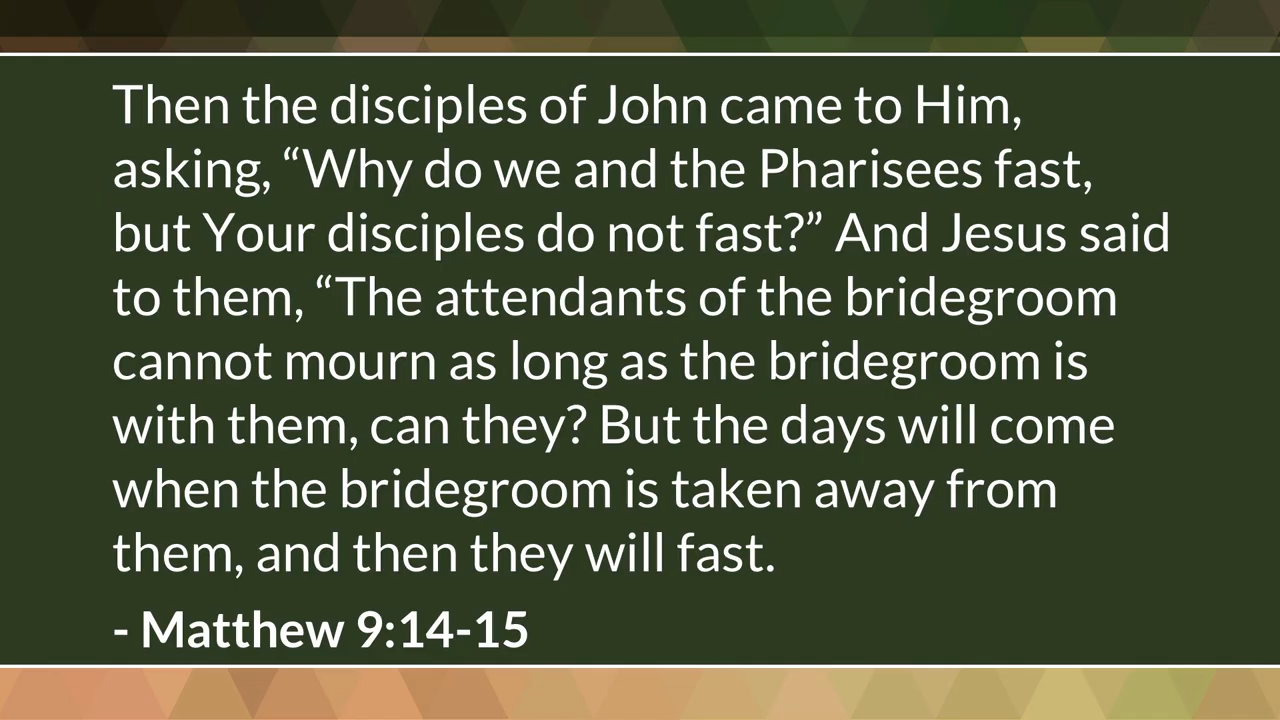 Then the disciples of John came to Him,
asking, “Why do we and the Pharisees fast,
but Your disciples do not fast?” And Jesus said
to them, “The attendants of the bridegroom
cannot mourn as long as the bridegroom is
with them, can they? But the days will come
when the bridegroom is taken away from
them, and then they will fast.
- Matthew 9:14-15